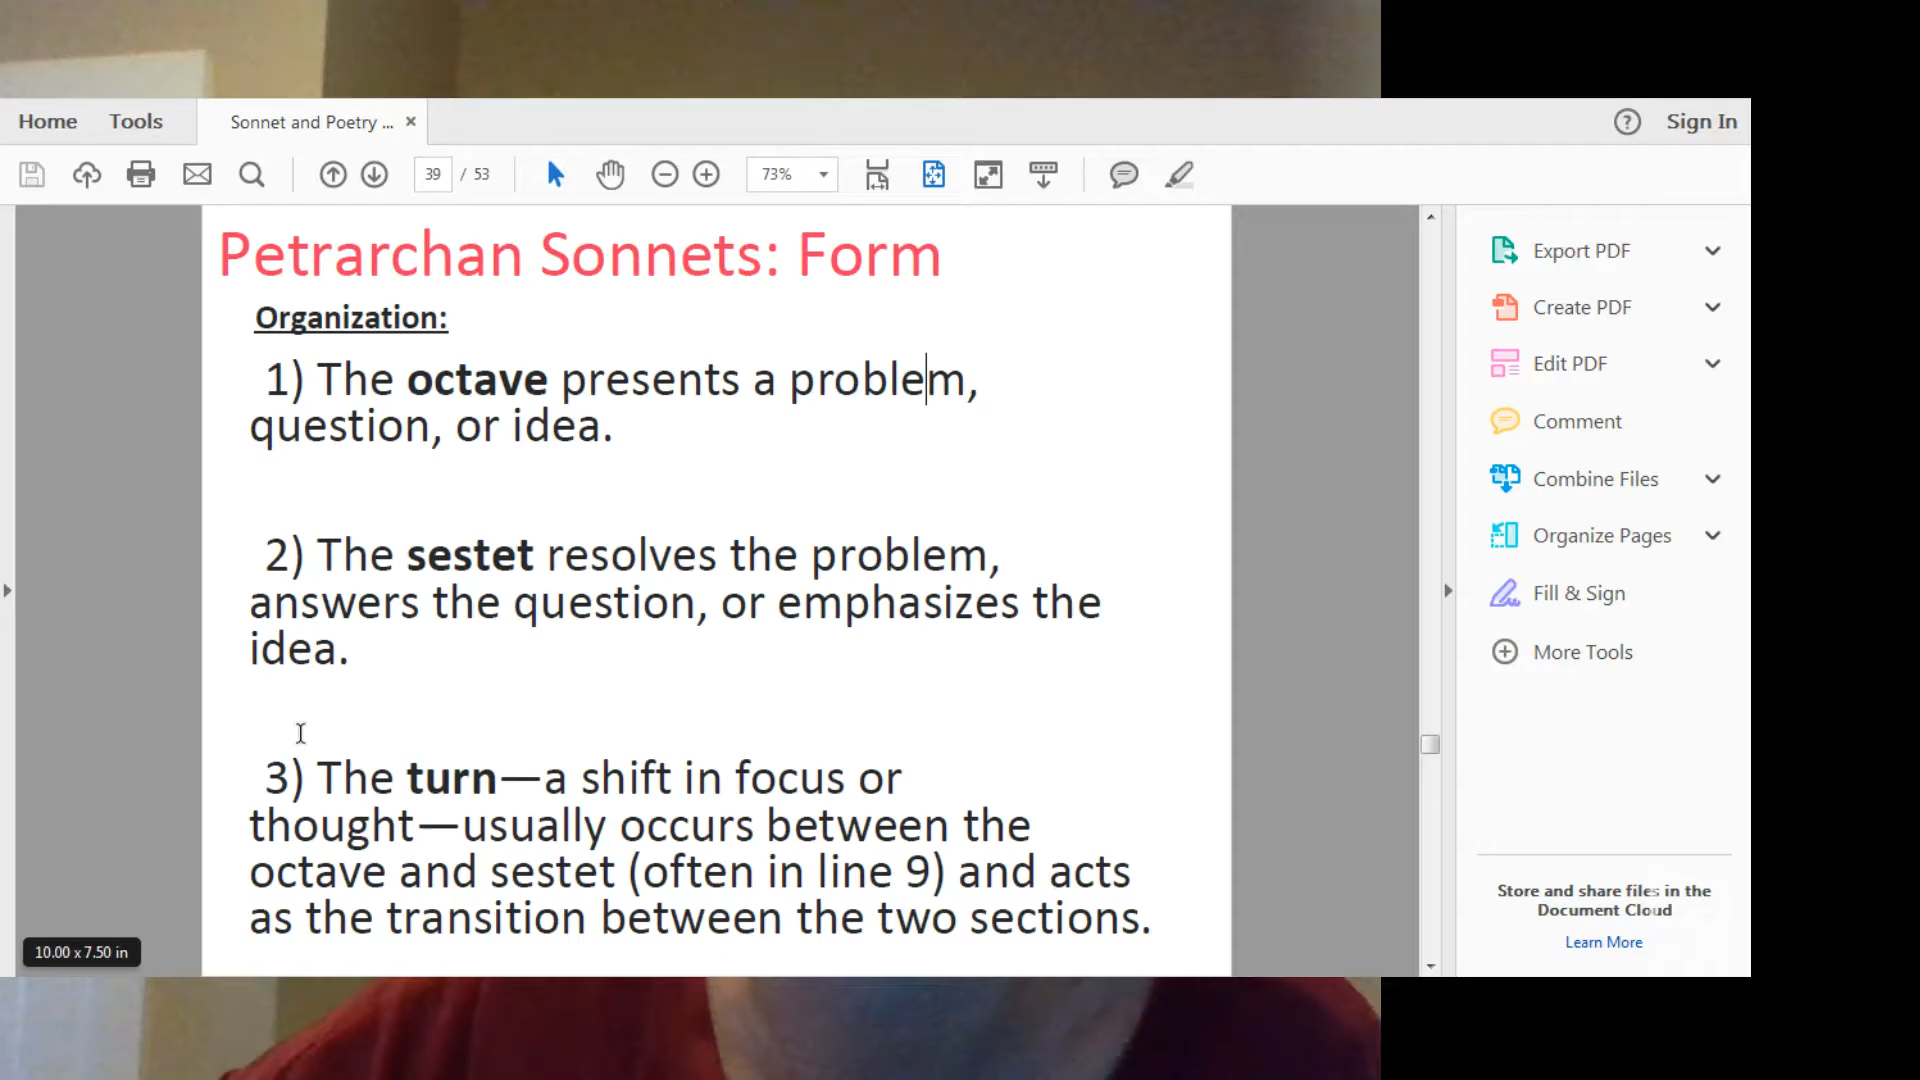 Home Tools Sonnet and Poetry ... × ? Sign In
39 / 53 73%
Petrarchan Sonnets: Form
Organization:
1) The octave presents a problem,
question, or idea.
2) The sestet resolves the problem,
answers the question, or emphasizes the
idea.
3) The turn—a shift in focus or
thought—usually occurs between the
octave and sestet (often in line 9) and acts
as the transition between the two sections.
10.00 x 7.50 in
Export PDF
Create PDF
Edit PDF
Comment
Combine Files
Organize Pages
Fill & Sign
More Tools
Store and share files in the
Document Cloud
Learn More